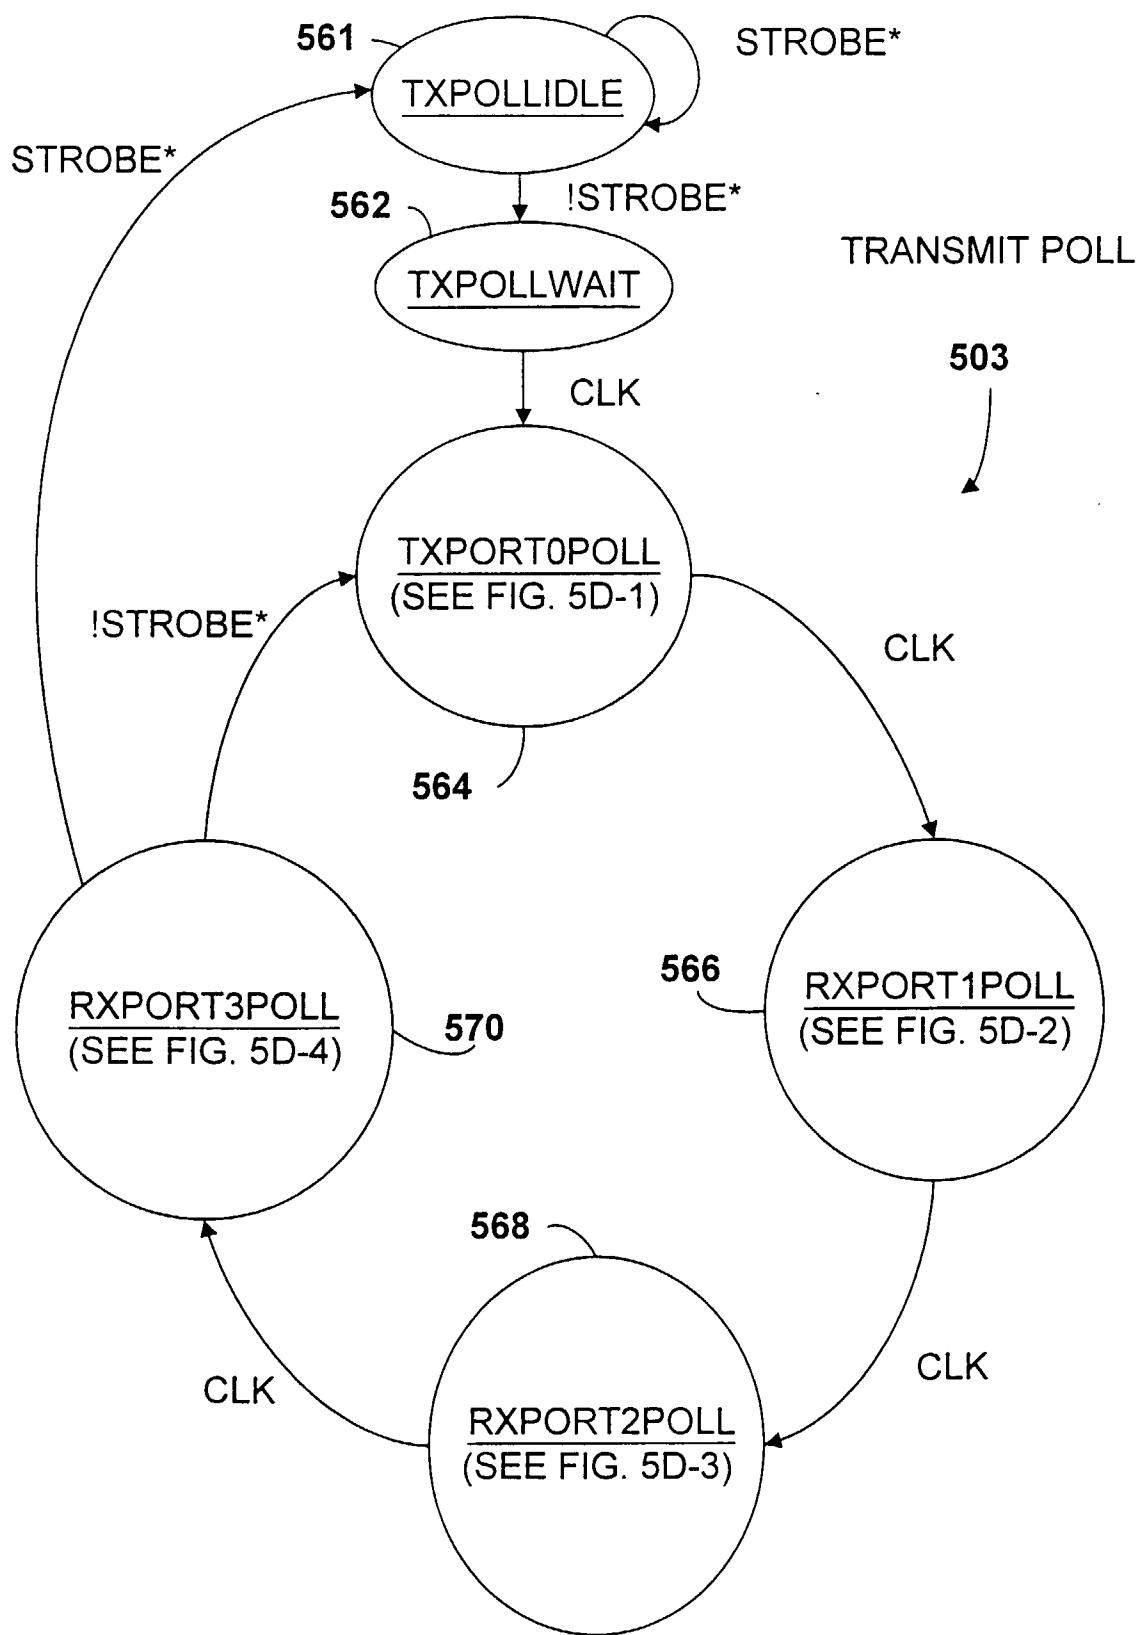 561
STROBE*
TXPOLLIDLE
STROBE*
562
!STROBE*
TRANSMIT POLL
TXPOLLWAIT
503
CLK
TXPORT0POLL
(SEE FIG. 5D-1)
!STROBE*
CLK
564
566
RXPORT1POLL
(SEE FIG. 5D-2)
RXPORT3POLL
(SEE FIG. 5D-4)
570
568
CLK
CLK
RXPORT2POLL
(SEE FIG. 5D-3)